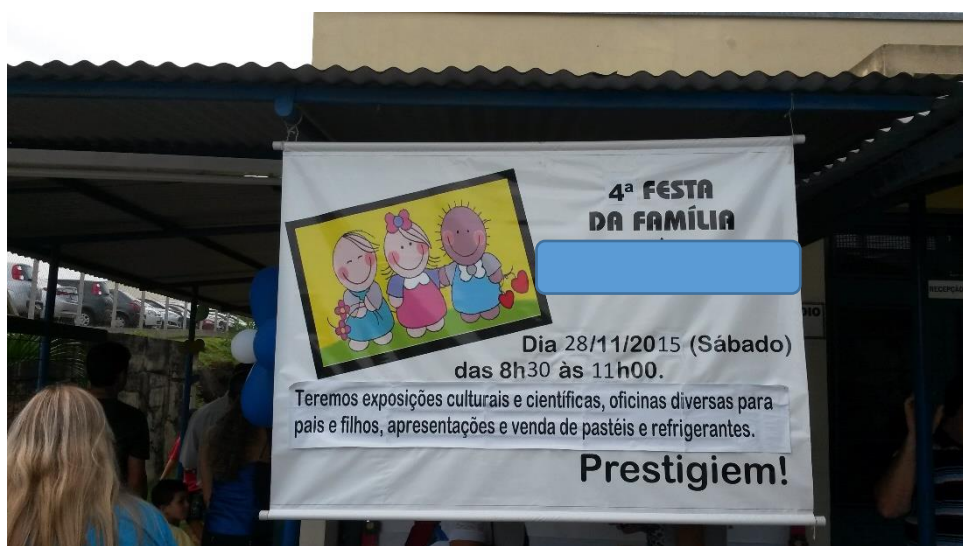 4ª FESTA
DA FAMÍLIA
Dia 28/11/2015 (Sábado)
das 8h30 às 11h00.
Teremos exposições culturais e científicas, oficinas diversas para
pais e filhos, apresentações e venda de pastéis e refrigerantes.
Prestigiem!
RECEPÇÃO